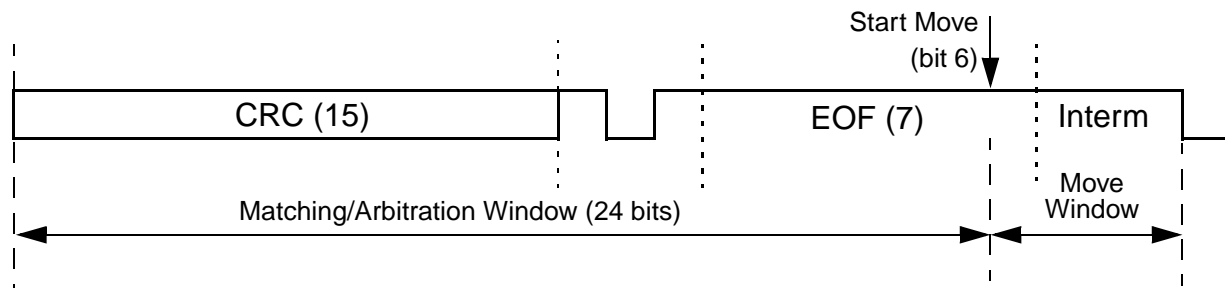 Start Move
(bit 6)
CRC (15)
EOF (7)
Interm
Matching/Arbitration Window (24 bits)
Move
Window